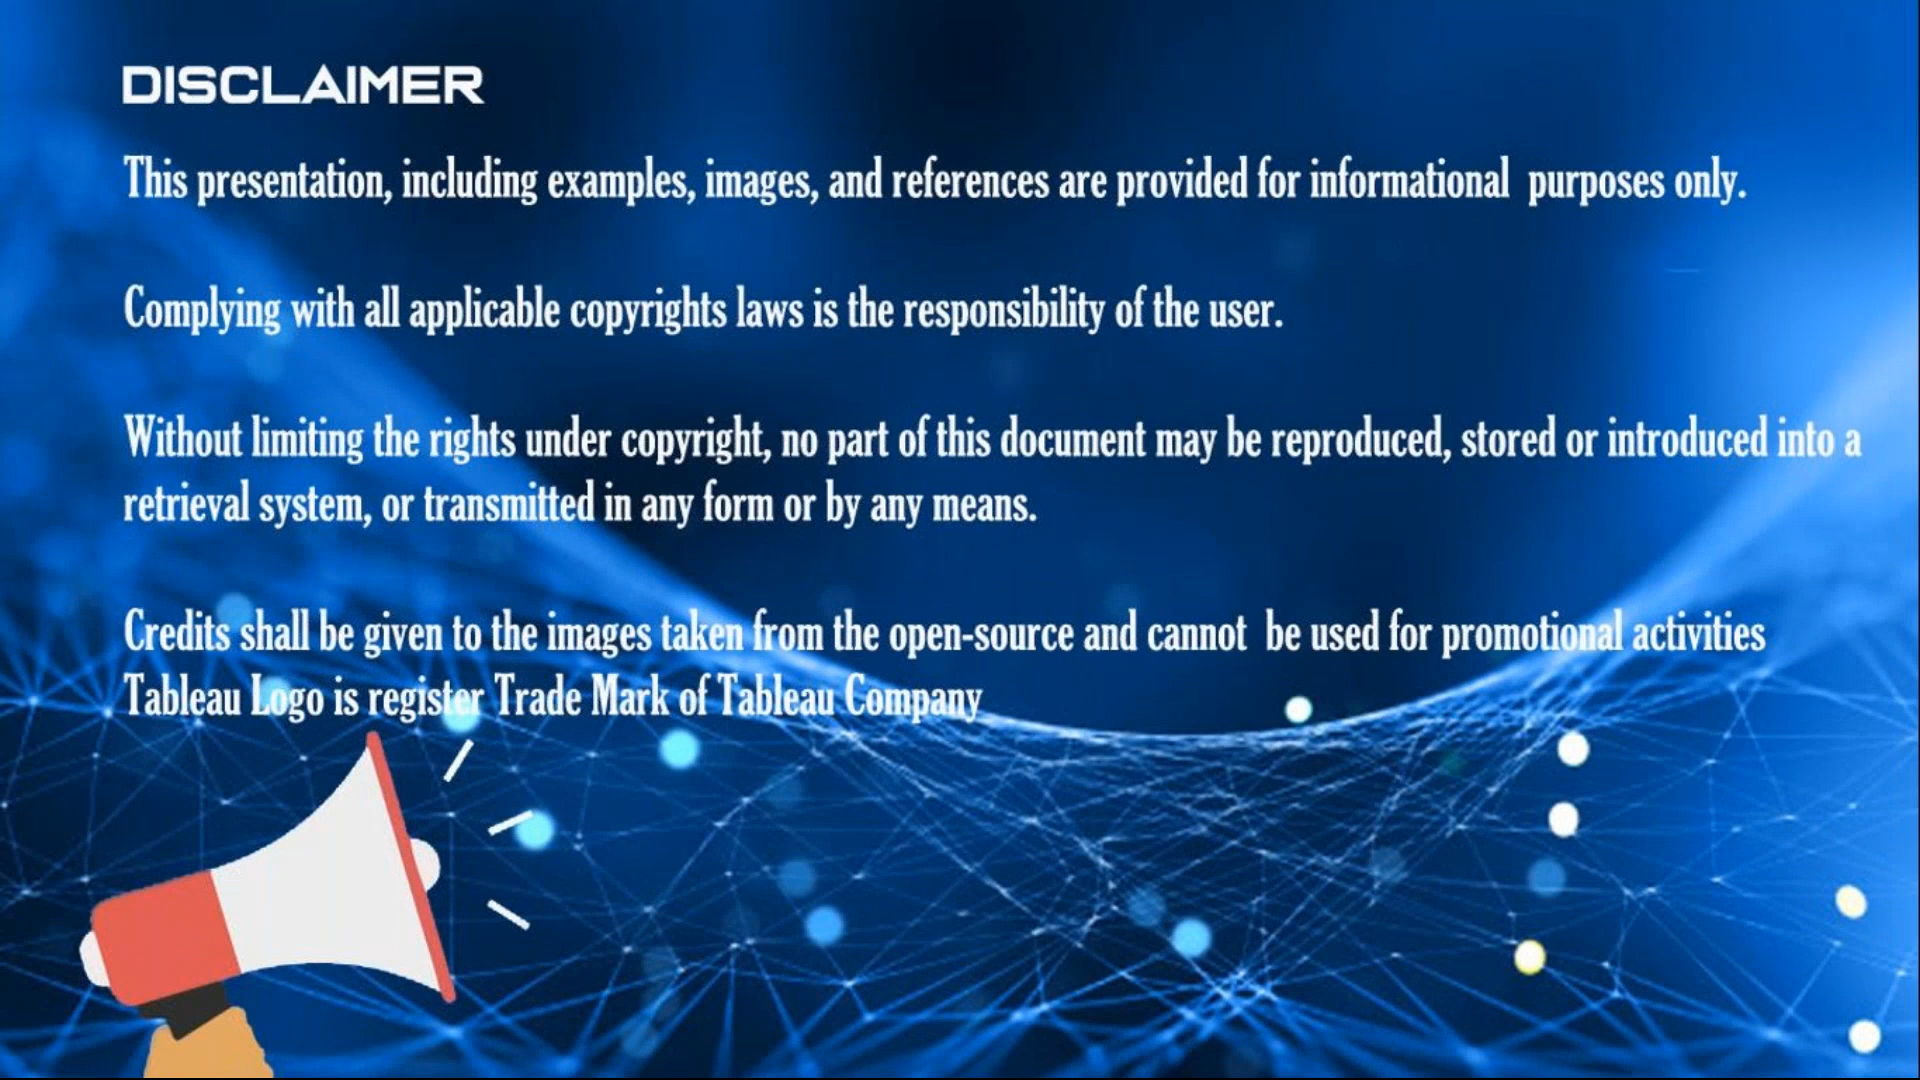 DISCLAIMER
This presentation, including examples, images, and references are provided for informational  purposes only.
Complying with all applicable copyrights laws is the responsibility of the user.
Without limiting the rights under copyright, no part of this document may be reproduced, stored or introduced into a
retrieval system, or transmitted in any form or by any means.
Credits shall be given to the images taken from the open-source and cannot  be used for promotional activities
Tableau Logo is register Trade Mark of Tableau Company